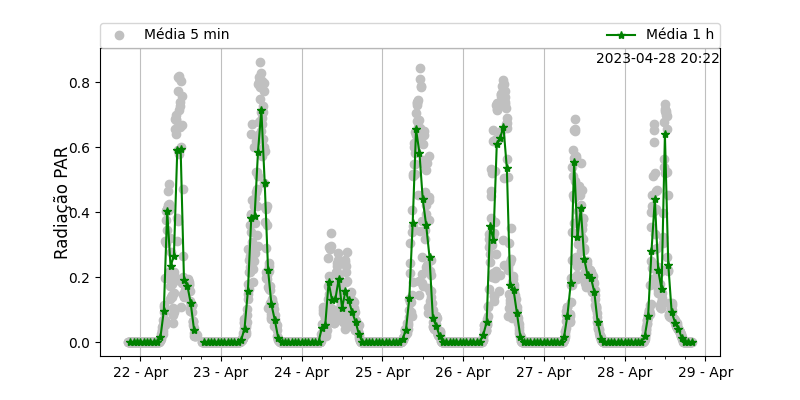 Média 5 min
Média 1 h
2023-04-28 20:22
Radiação PAR
0.8
0.6
0.4
0.2
0.0
22 - Apr
23 - Apr
24 - Apr
25 - Apr
26 - Apr
27 - Apr
28 - Apr
29 - Apr